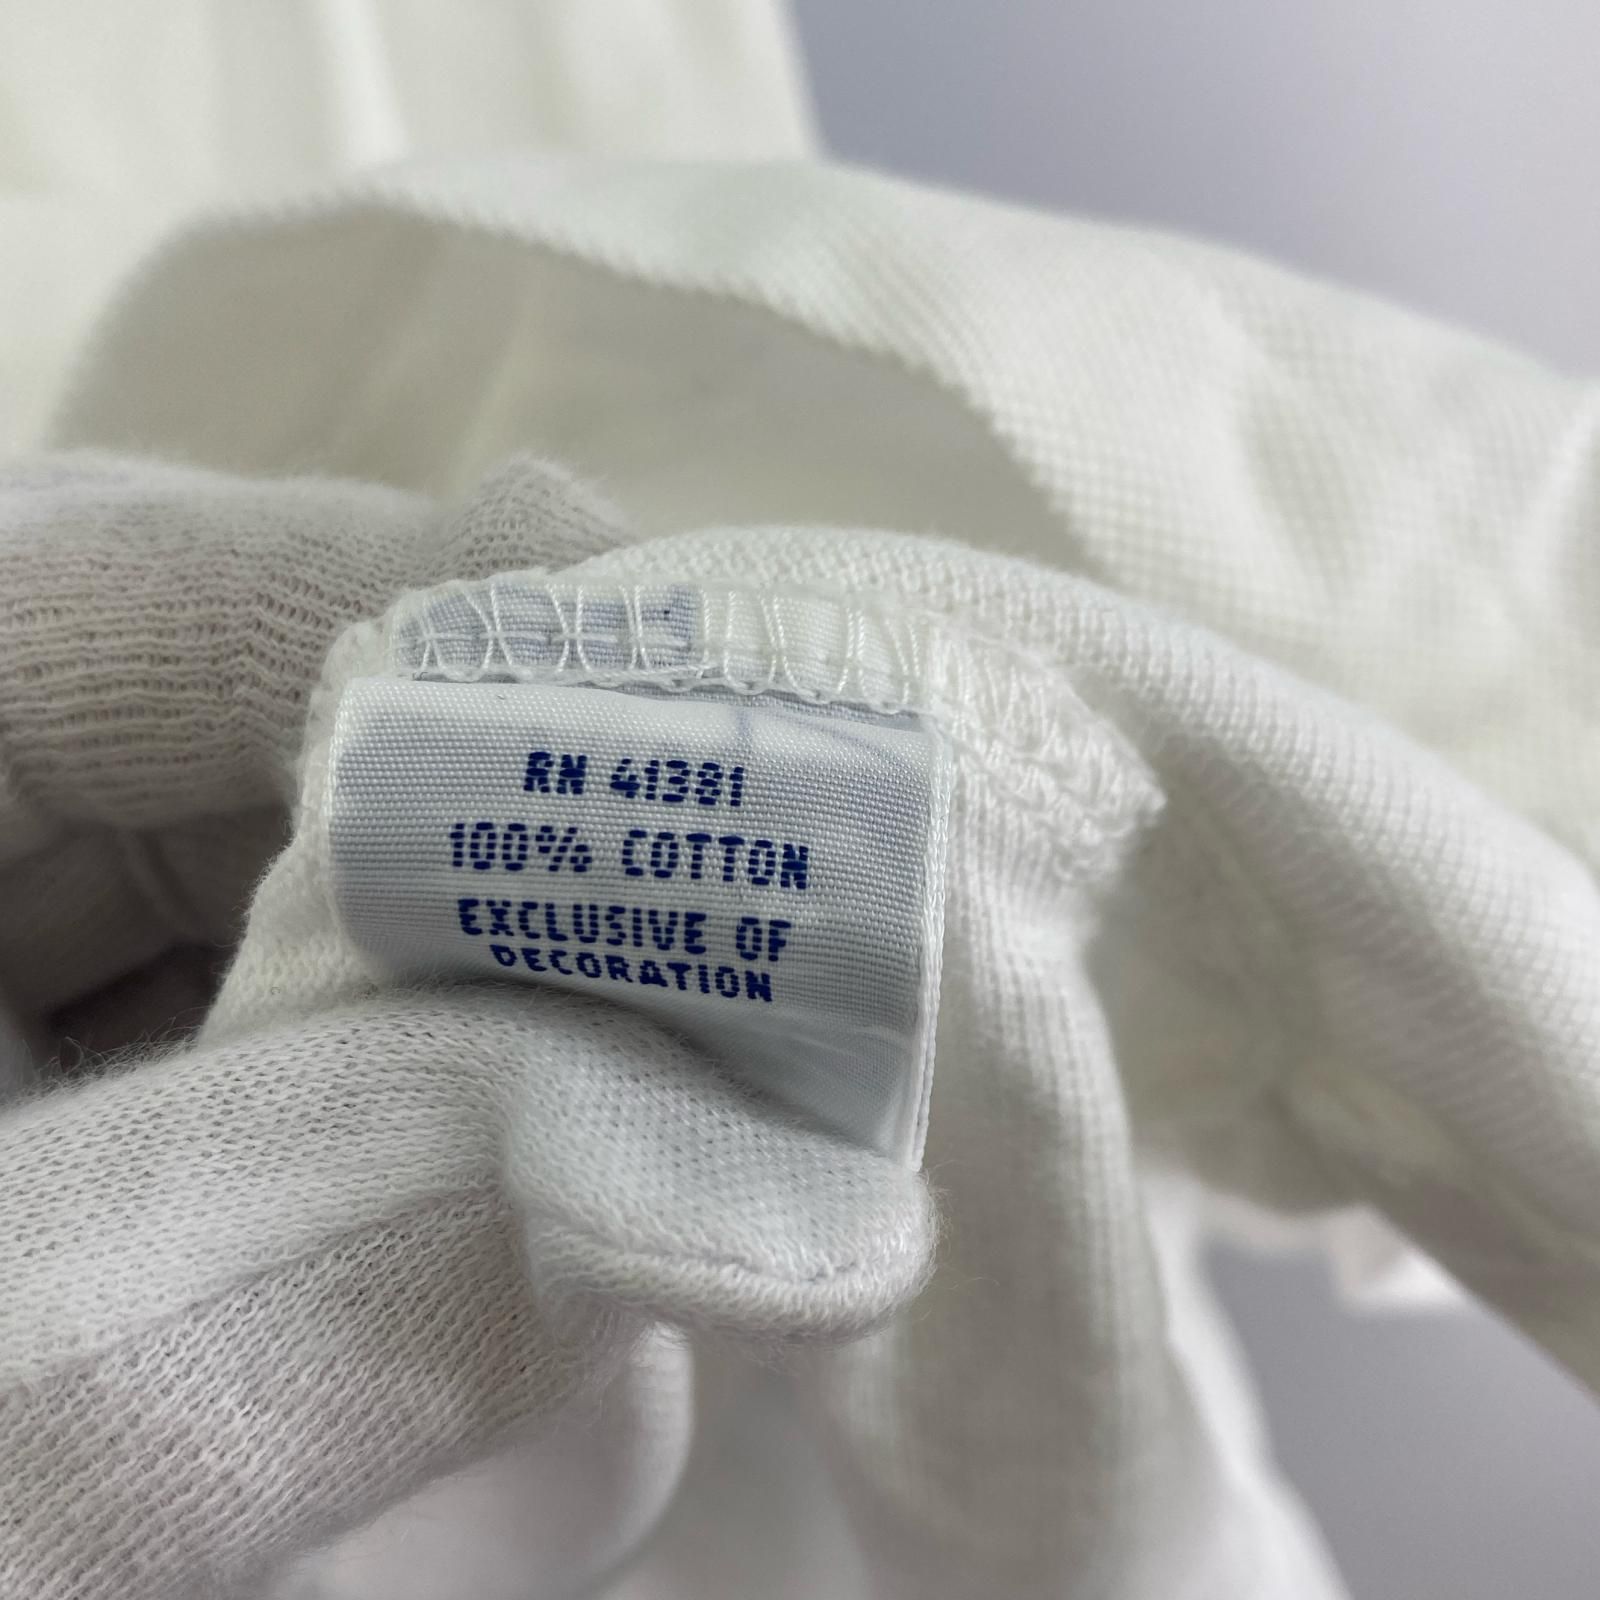 RN 41381
100% COTTON
EXCLUSIVE OF
DECORATION